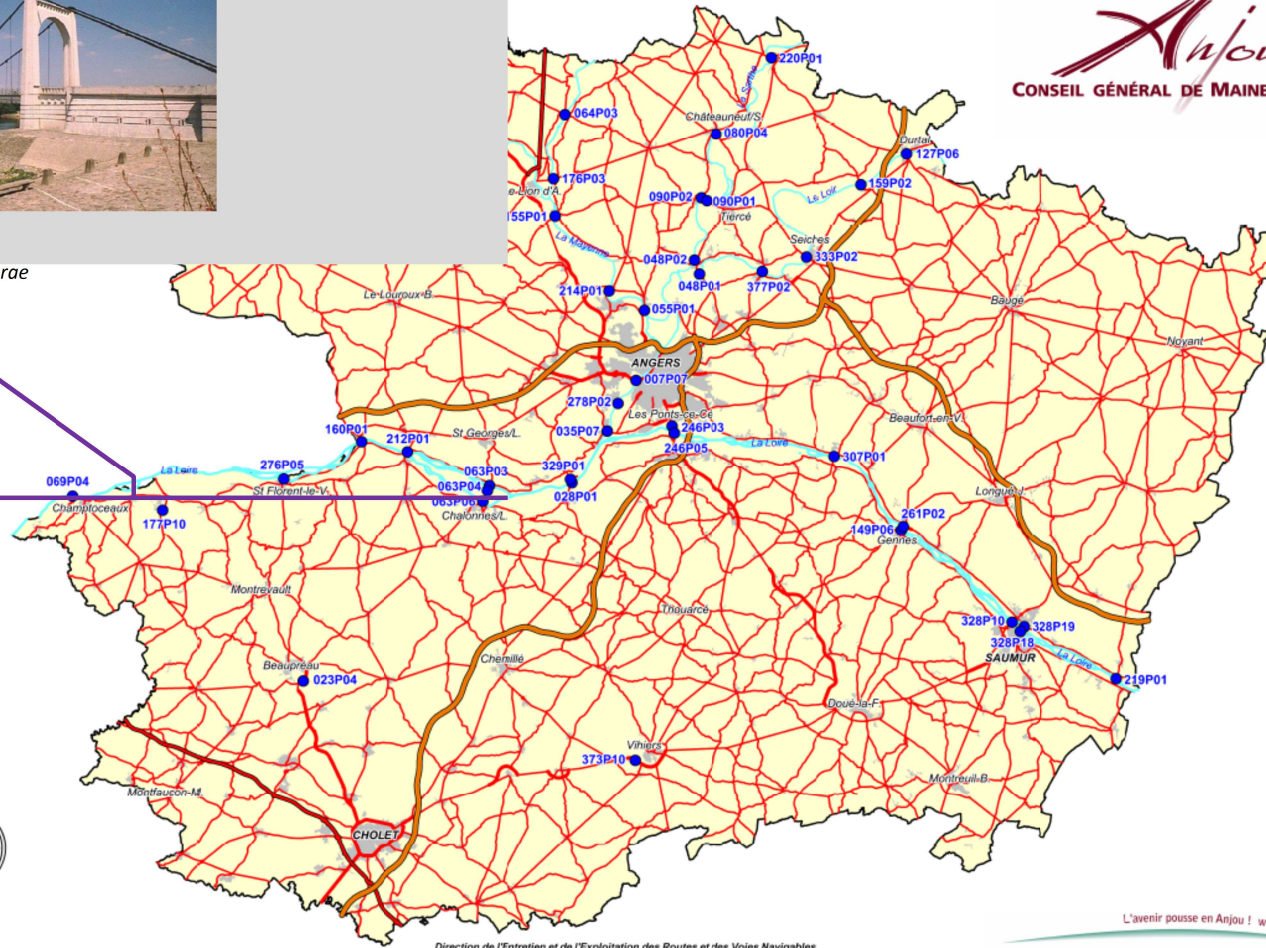 Anjou
CONSEIL GÉNÉRAL DE MAINE
220P01
La Sarthe
064P03
Châteauneuf/S
080P04
Durtal
127P06
176P03
159P02
e-Lion d'A.
090P02
090P01
Le Loir
155P01
Tiercé
La Mayenne
Seiches
048P02
333P02
rae
048P01
377P02
214P01
Le Louroux-B.
055P01
Baugé
Noyant
ANGERS
007P07
278P02
Les Ponts-ce-Cé
Beaufort-en-V.
160P01
212P01
St Georges/L.
035P07
246P03
La Loire
246P05
307P01
276P05
La Loire
329P01
063P03
069P04
063P04
028P01
St Florent-le-V.
063P06
Longué-J.
Champtoceaux
177P10
Chalonnes/L.
261P02
149P06
Gennes
Montrevault
Thouarcé
328P10
328P19
328P18
Chemillé
SAUMUR
La Loire
Beaupreau
023P04
219P01
Doué-la-F.
Vihiers
373P10
Montreuil-B.
Montfaucon-M.
CHOLET
L'avenir pousse en Anjou ! w
Direction de l'Entretien et de l'Exploitation des Routes et des Voies Navigables